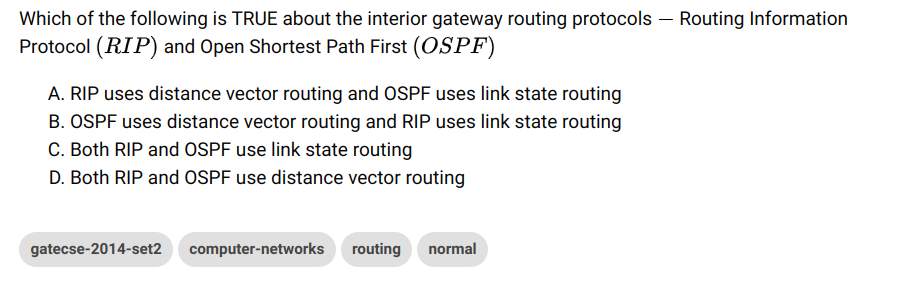 Which of the following is TRUE about the interior gateway routing protocols — Routing Information
Protocol (RIP) and Open Shortest Path First (OSPF)
A. RIP uses distance vector routing and OSPF uses link state routing
B. OSPF uses distance vector routing and RIP uses link state routing
C. Both RIP and OSPF use link state routing
D. Both RIP and OSPF use distance vector routing
gatecse-2014-set2 computer-networks routing normal